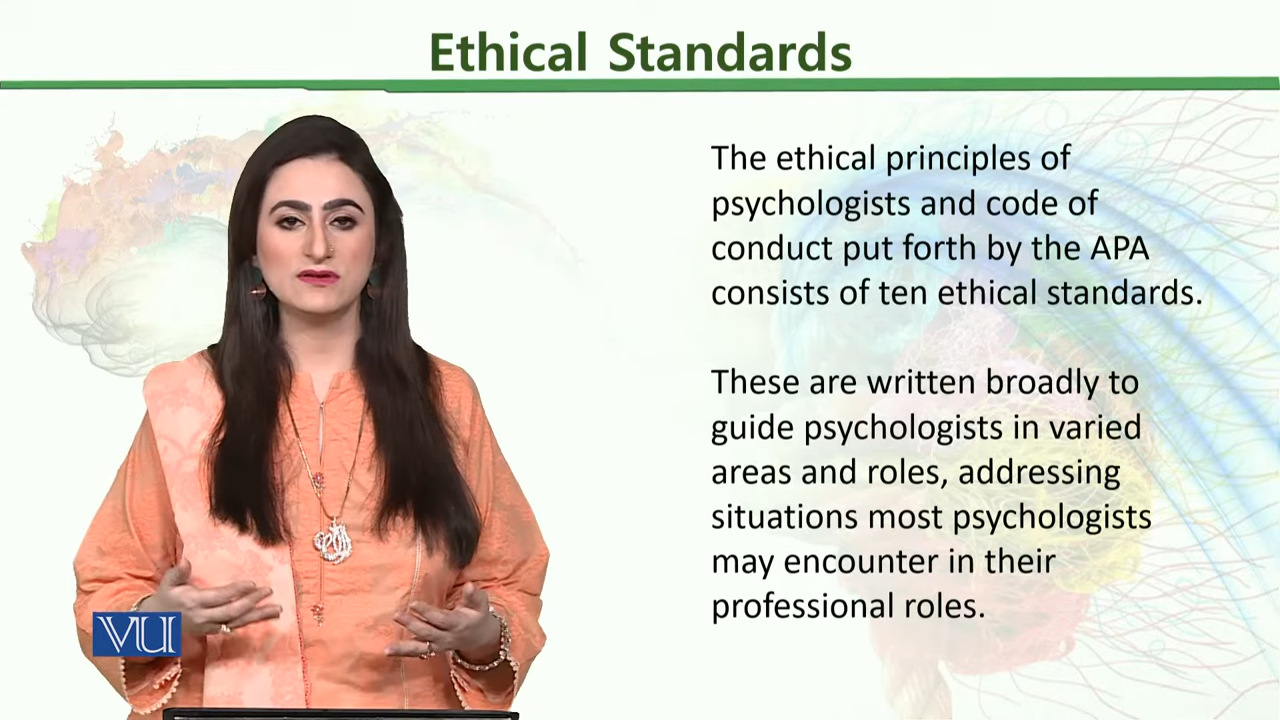 Ethical Standards
The ethical principles of
psychologists and code of
conduct put forth by the APA
consists of ten ethical standards.
These are written broadly to
guide psychologists in varied
areas and roles, addressing
situations most psychologists
may encounter in their
professional roles.
VU